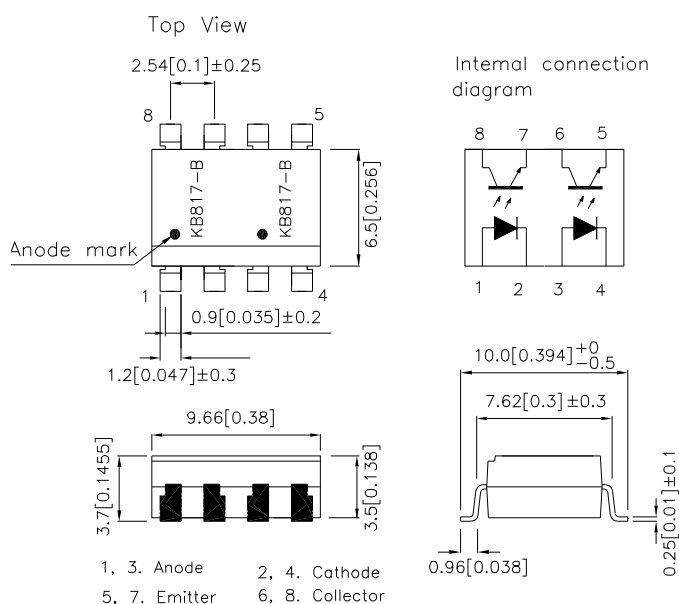 Top View
2.54[0.1]±0.25
8
5
KB817-B
KB817-B
6.5[0.256]
Anode mark
1
4
0.9[0.035]±0.2
1.2[0.047]±0.3
Internal connection
diagram
8 7 6 5
1 2 3 4
10.0[0.394]+0 −0.5
7.62[0.3]±0.3
0.96[0.038]
0.25[0.01]±0.1
9.66[0.38]
3.7[0.1455]
3.5[0.138]
1, 3. Anode
2, 4. Cathode
5, 7. Emitter
6, 8. Collector